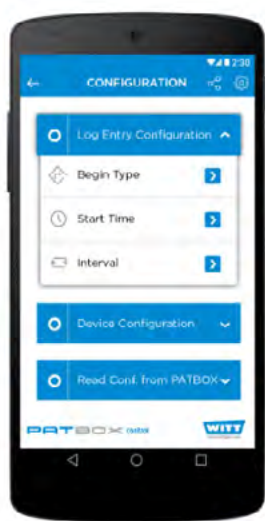 2:30
CONFIGURATION
Log Entry Configuration
Begin Type
Start Time
Interval
Device Configuration
Read Conf. from PATBOX
PATBOX
WITT